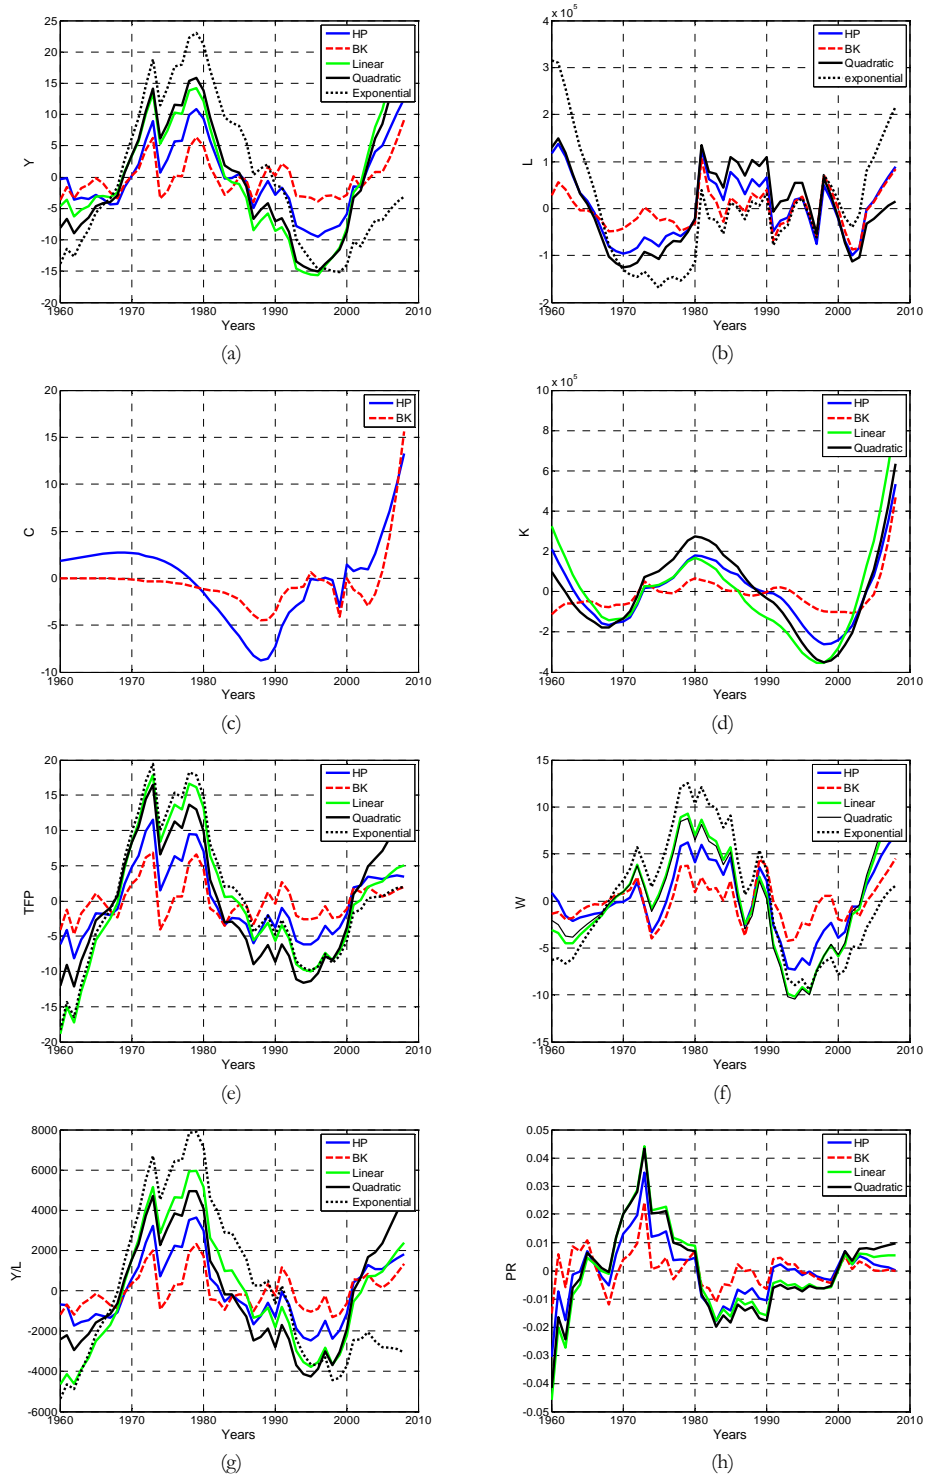 25
20
15
10
5
0
-5
-10
-15
-20
1960 1970 1980 1990 2000 2010
Y
Years
HP
BK
Linear
Quadratic
Exponential
(a)
x 10^5
4
3
2
1
0
-1
-2
1960 1970 1980 1990 2000 2010
L
Years
HP
BK
Quadratic
exponential
(b)
20
15
10
5
0
-5
-10
1960 1970 1980 1990 2000 2010
C
Years
HP
BK
(c)
x 10^5
10
8
6
4
2
0
-2
-4
1960 1970 1980 1990 2000 2010
K
Years
HP
BK
Linear
Quadratic
(d)
20
15
10
5
0
-5
-10
-15
-20
1960 1970 1980 1990 2000 2010
TFP
Years
HP
BK
Linear
Quadratic
Exponential
(e)
15
10
5
0
-5
-10
-15
1960 1970 1980 1990 2000 2010
W
Years
HP
BK
Linear
Quadratic
Exponential
(f)
8000
6000
4000
2000
0
-2000
-4000
-6000
1960 1970 1980 1990 2000 2010
Y/L
Years
HP
BK
Linear
Quadratic
Exponential
(g)
0.05
0.04
0.03
0.02
0.01
0
-0.01
-0.02
-0.03
-0.04
-0.05
1960 1970 1980 1990 2000 2010
PR
Years
HP
BK
Linear
Quadratic
(h)